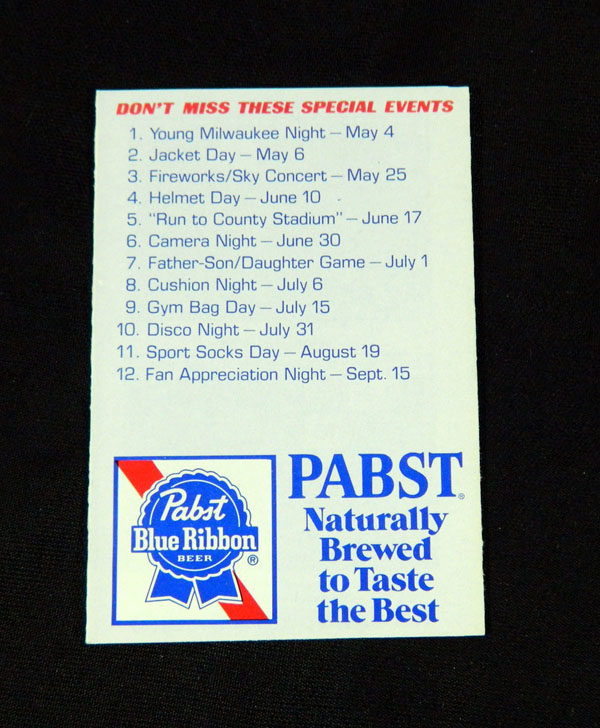 DON'T MISS THESE SPECIAL EVENTS
1. Young Milwaukee Night – May 4
2. Jacket Day – May 6
3. Fireworks/Sky Concert – May 25
4. Helmet Day – June 10
5. "Run to County Stadium" – June 17
6. Camera Night – June 30
7. Father-Son/Daughter Game – July 1
8. Cushion Night – July 6
9. Gym Bag Day – July 15
10. Disco Night – July 31
11. Sport Socks Day – August 19
12. Fan Appreciation Night – Sept. 15
Pabst
Blue Ribbon
BEER
®
PABST®
Naturally
Brewed
to Taste
the Best